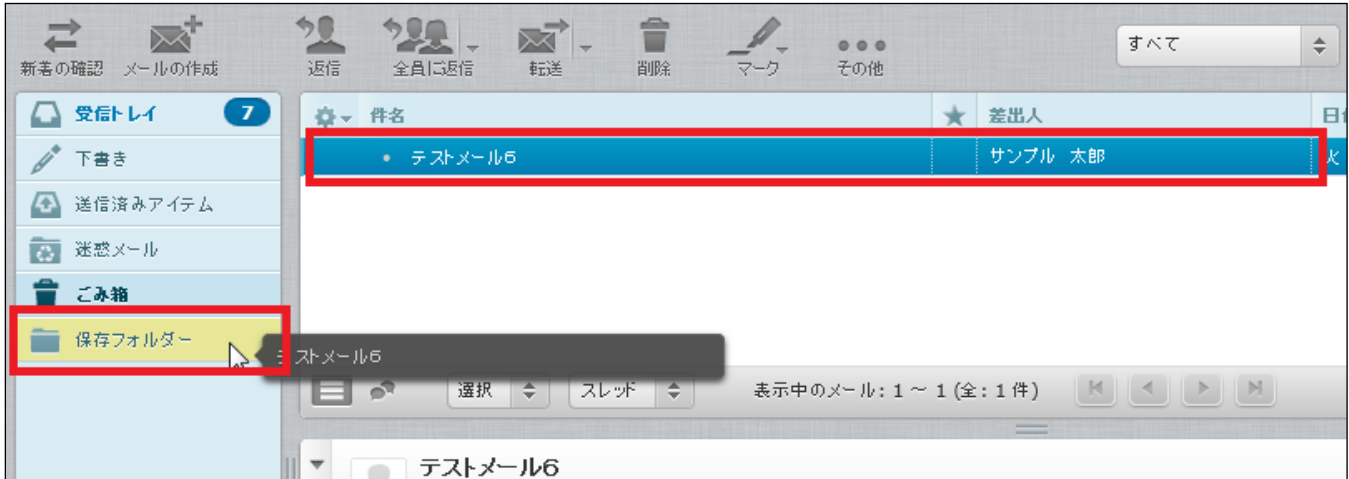 新着の確認 メールの作成 返信 全員に返信 転送 削除 マーク その他 すべて
受信トレイ 7
下書き
送信済みアイテム
迷惑メール
ごみ箱
保存フォルダー
件名 差出人
テストメール6 サンプル 太郎 火
テストメール6
選択 スレッド 表示中のメール: 1 ～ 1 (全: 1 件)
テストメール6